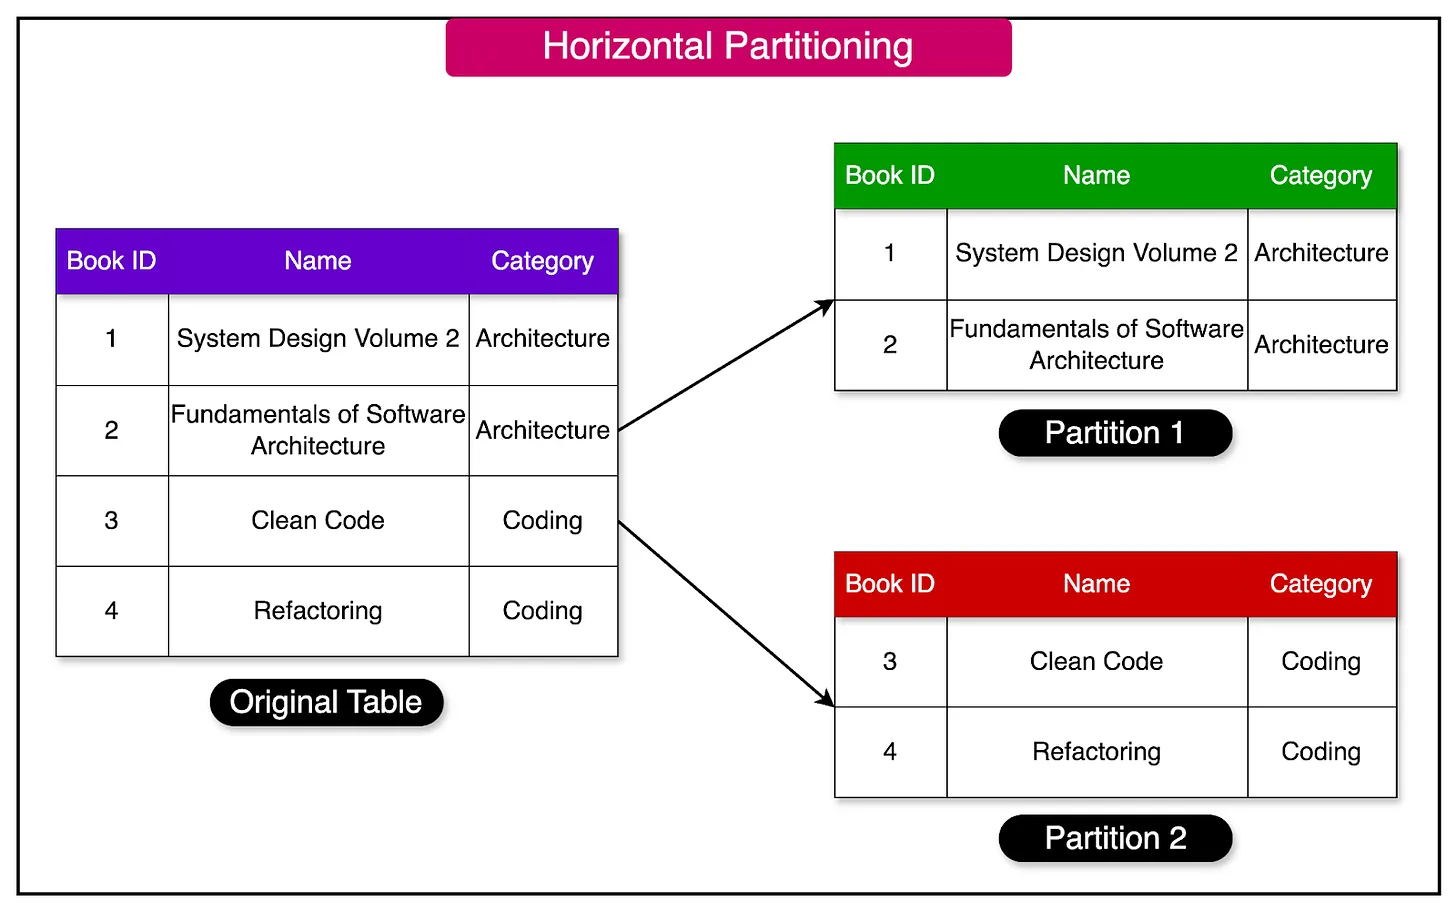 Horizontal Partitioning
Book ID Name Category
1 System Design Volume 2 Architecture
2 Fundamentals of Software
Architecture Architecture
3 Clean Code Coding
4 Refactoring Coding
Original Table
Book ID Name Category
1 System Design Volume 2 Architecture
2 Fundamentals of Software
Architecture Architecture
Partition 1
Book ID Name Category
3 Clean Code Coding
4 Refactoring Coding
Partition 2